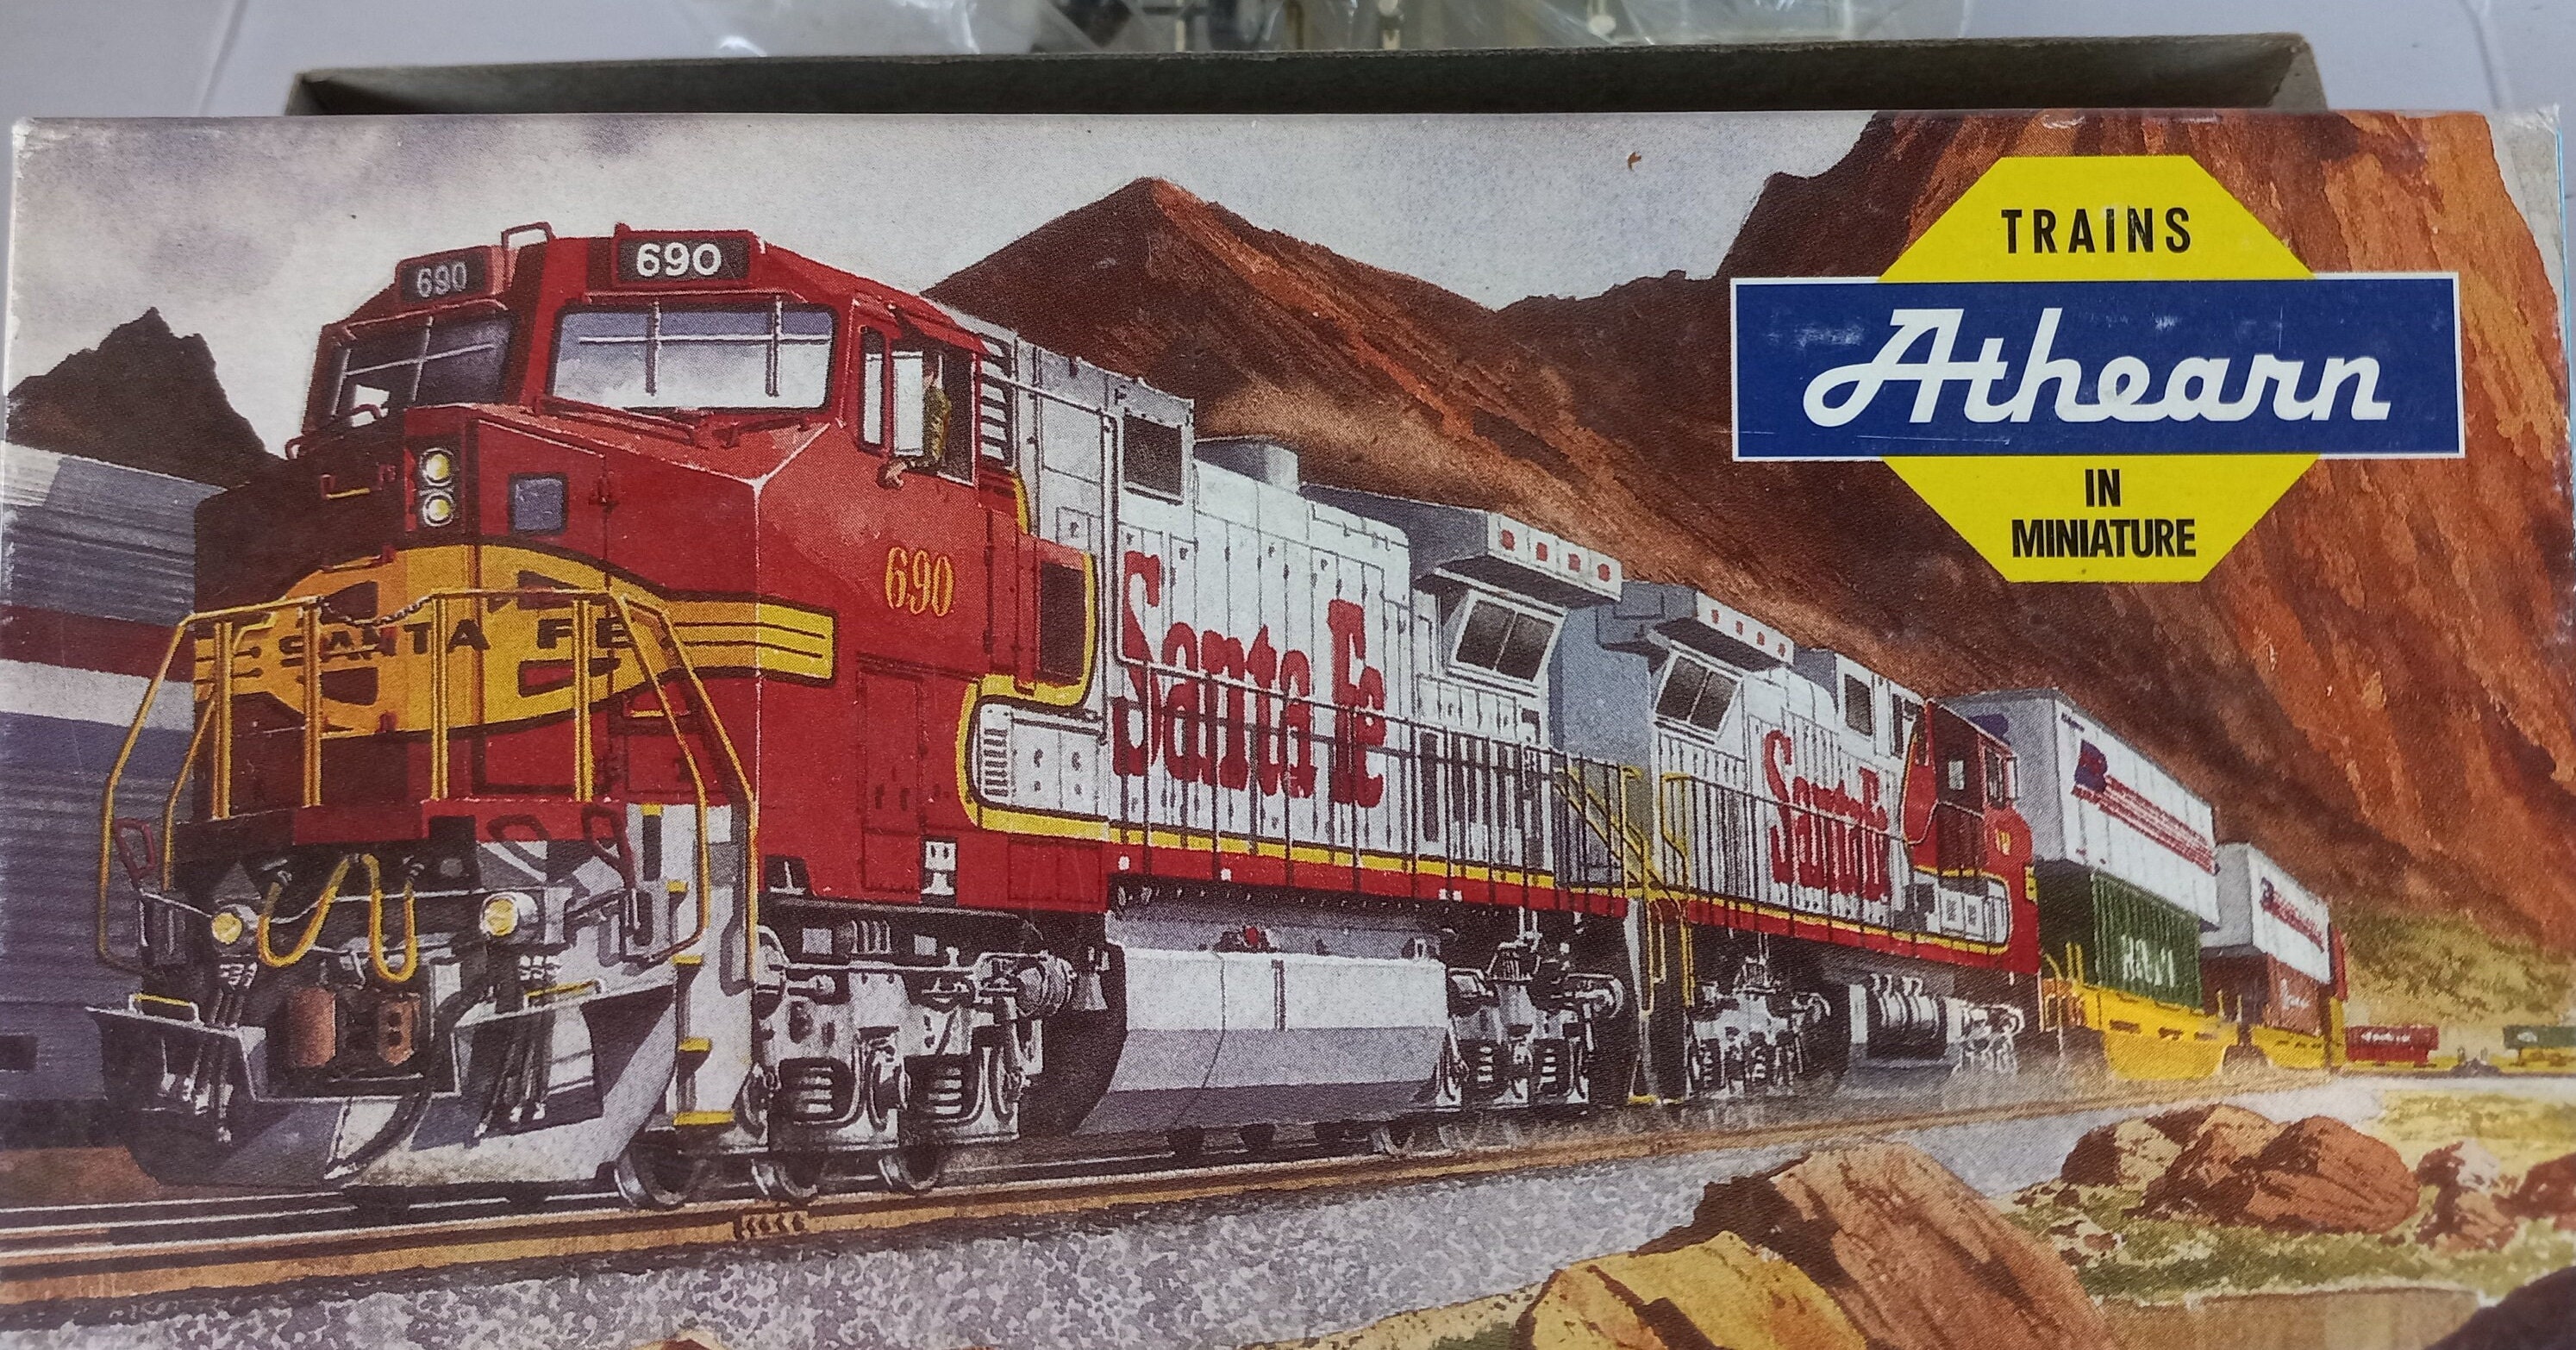 TRAINS
Athearn
IN
MINIATURE
690
690
690
SANTA FE
Santa Fe
Santa Fe